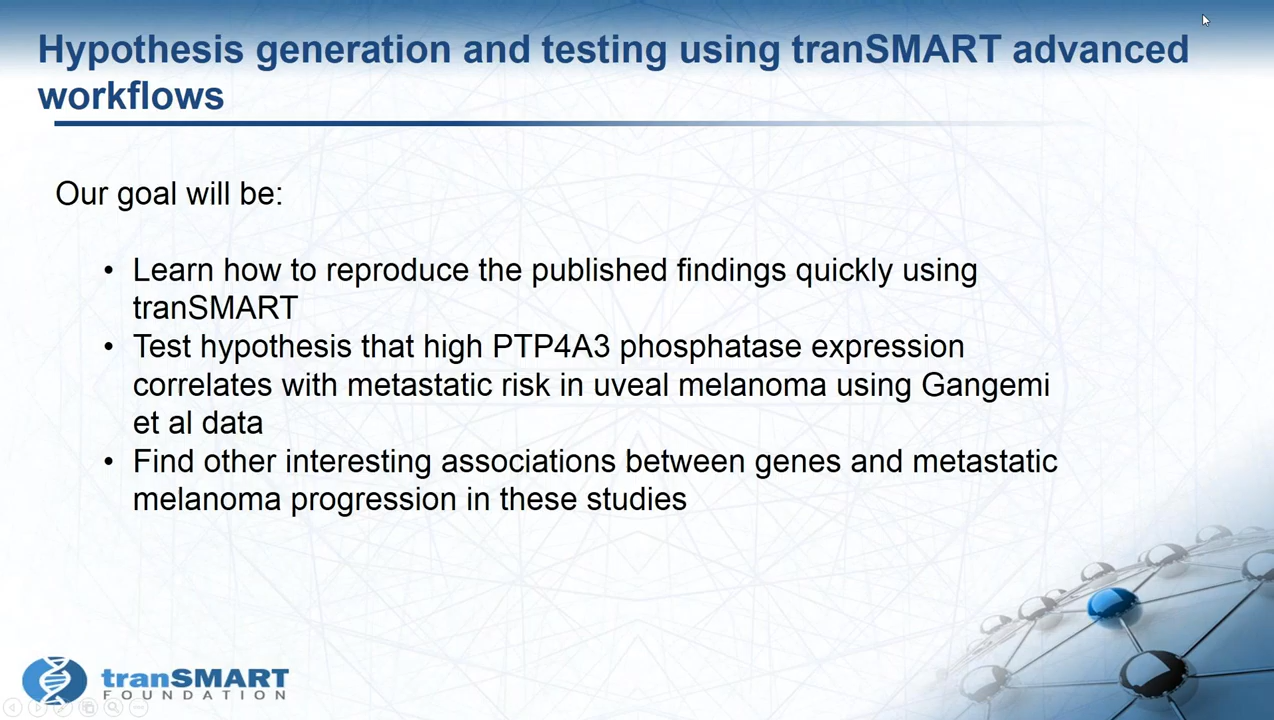 Hypothesis generation and testing using tranSMART advanced
workflows
Our goal will be:
• Learn how to reproduce the published findings quickly using
tranSMART
• Test hypothesis that high PTP4A3 phosphatase expression
correlates with metastatic risk in uveal melanoma using Gangemi
et al data
• Find other interesting associations between genes and metastatic
melanoma progression in these studies
tranSMART
FOUNDATION